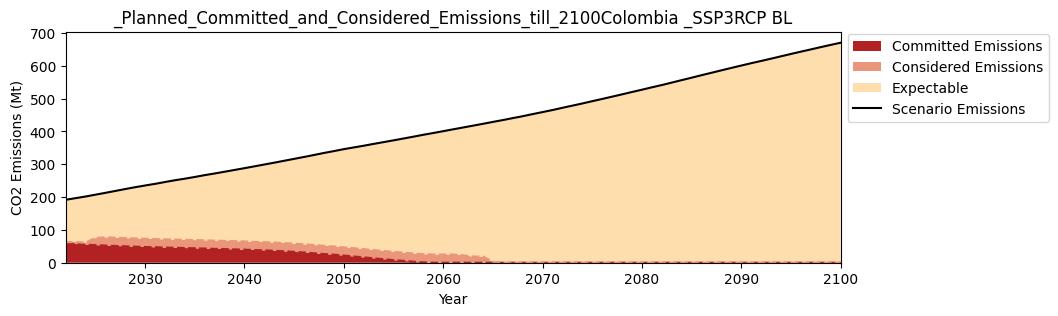 _Planned_Committed_and_Considered_Emissions_till_2100Colombia _SSP3RCP BL
700
600
500
400
300
200
100
0
CO2 Emissions (Mt)
2030 2040 2050 2060 2070 2080 2090 2100
Year
Committed Emissions
Considered Emissions
Expectable
Scenario Emissions